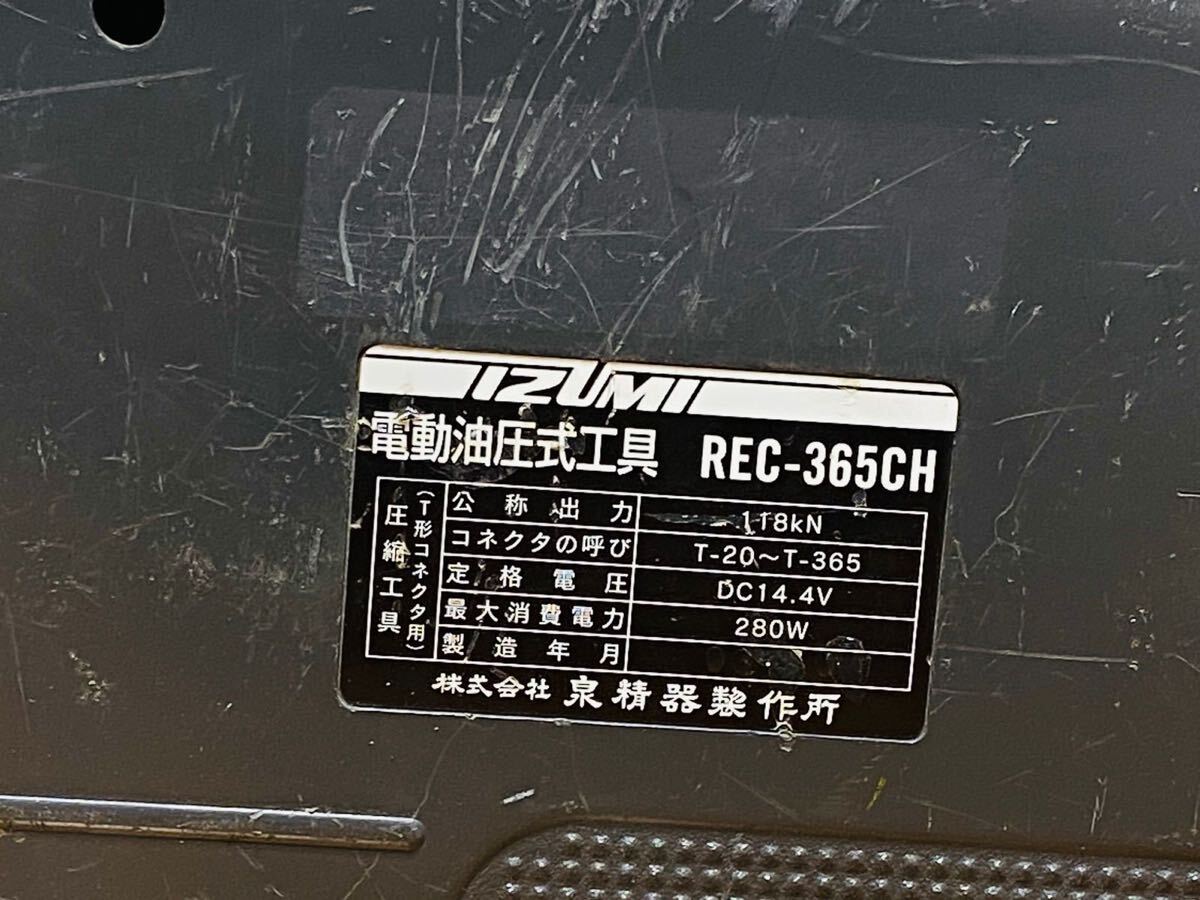 IZUMI
電動油圧式工具 REC-365CH
圧縮工具
(T形コネクタ用)
公称出力 118kN
コネクタの呼び T-20〜T-365
定格電圧 DC14.4V
最大消費電力 280W
製造年月
株式会社 泉精器製作所